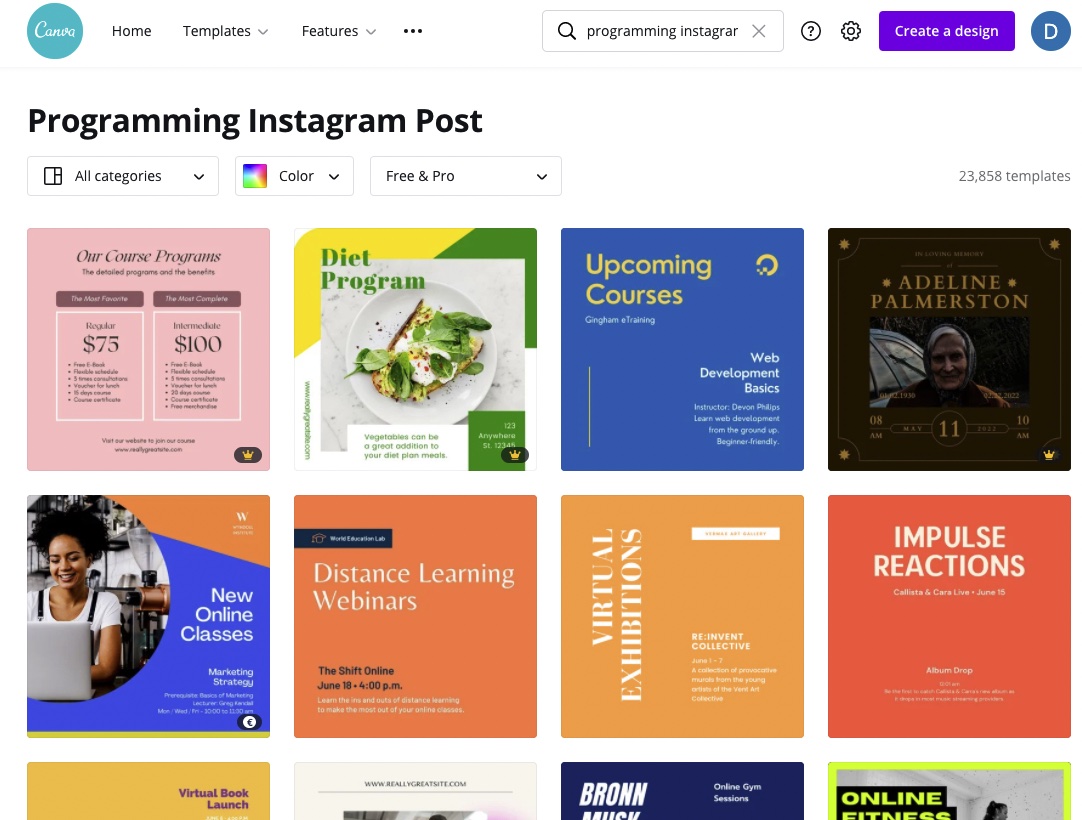 Canva
Home
Templates
Features
programming instagrar
?
Create a design
D
Programming Instagram Post
All categories
Color
Free & Pro
23,858 templates
Our Course Programs
The detailed programs and the benefits
The Most Favorite
The Most Complete
Regular
$75
Free E-Book
Flexible schedule
5 times consultations
Voucher for lunch
15 days course
Course certificate
Intermediate
$100
Free E-Book
Flexible schedule
5 times consultations
Voucher for lunch
20 days course
Course certificate
Free merchandise
Visit our website to join our course
www.reallygreatsite.com
Diet
Program
www.reallygreatsite.com
Vegetables can be
a great addition to
your diet plan meals.
123
Anywhere
St. 12345
Upcoming
Courses
Gingham eTraining
Web
Development
Basics
Instructor: Devon Philips
Learn web development
from the ground up.
Beginner-friendly.
IN LOVING MEMORY
of
ADELINE
PALMERSTON
02.1930
02.2022
08
AM
MAY
11
2022
10
AM
W
New
Online
Classes
Marketing
Strategy
Prerequisite: Basics of Marketing
Lecturer: Greg Kendall
Mon / Wed / Fri - 10:00 to 11:30 am
€
World Education Lab
Distance Learning
Webinars
The Shift Online
June 18 • 4:00 p.m.
Learn the ins and outs of distance learning
to make the most out of your online classes.
VERMAS ART GALLERY
VIRTUAL
EXHIBITIONS
RE:INVENT
COLLECTIVE
June 1 - 7
A collection of provocative
murals from the young
artists of the Vent Art
Collective
IMPULSE
REACTIONS
Callista & Cara Live • June 15
Album Drop
12:01 am
Be the first to catch Callista & Cara's new album as
it drops in most music streaming providers.
Virtual Book
Launch
WWW.REALLYGREATSITE.COM
BRONN
MUSK
Online Gym
Sessions
ONLINE
FITNESS